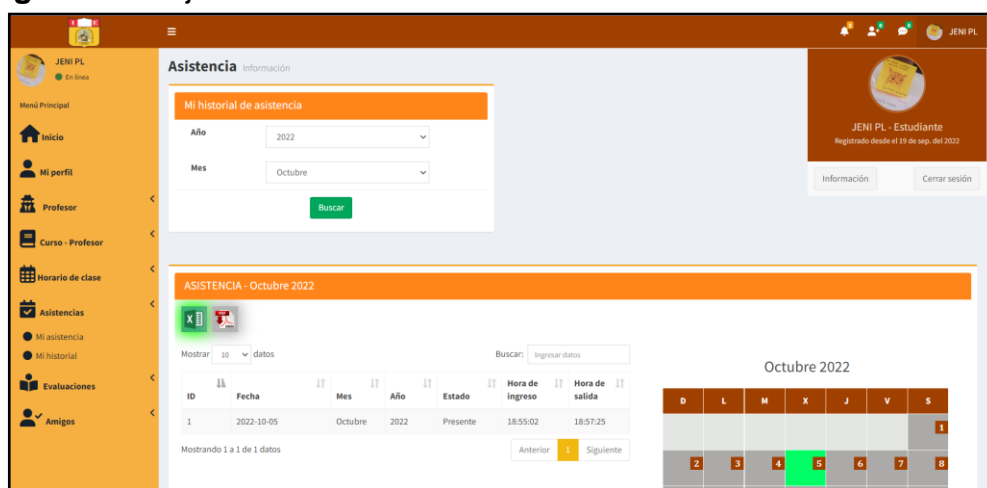 JENI PL
JENI PL
En línea
Menú Principal
Inicio
Mi perfil
Profesor
Curso - Profesor
Horario de clase
Asistencias
Mi asistencia
Mi historial
Evaluaciones
Amigos
Asistencia Información
Mi historial de asistencia
Año
2022
Mes
Octubre
Buscar
JENI PL - Estudiante
Registrado desde el 19 de sep. del 2022
Información
Cerrar sesión
ASISTENCIA - Octubre 2022
Mostrar 10 datos
Buscar: Ingresar datos
ID Fecha Mes Año Estado Hora de ingreso Hora de salida
1 2022-10-05 Octubre 2022 Presente 18:55:02 18:57:25
Mostrando 1 a 1 de 1 datos
Anterior 1 Siguiente
Octubre 2022
D L M X J V S
1
2 3 4 5 6 7 8